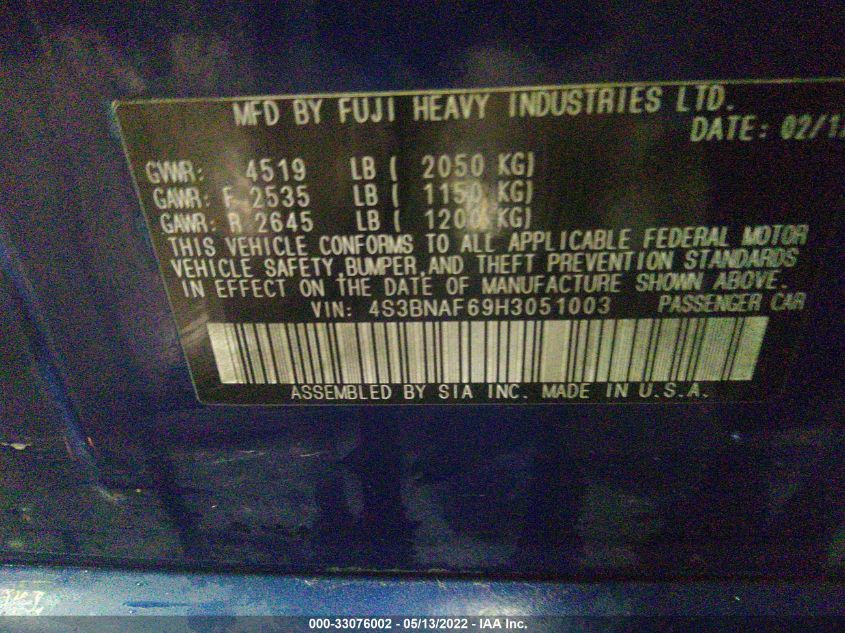 MFD BY FUJI HEAVY INDUSTRIES LTD.
DATE: 02/1
GVWR: 4519 LB ( 2050 KG)
GAWR: F 2535 LB ( 1150 KG)
GAWR: R 2645 LB ( 1200 KG)
THIS VEHICLE CONFORMS TO ALL APPLICABLE FEDERAL MOTOR
VEHICLE SAFETY,BUMPER,AND THEFT PREVENTION STANDARDS
IN EFFECT ON THE DATE OF MANUFACTURE SHOWN ABOVE.
VIN: 4S3BNAF69H3051003 PASSENGER CAR
ASSEMBLED BY SIA INC. MADE IN U.S.A.
000-33076002 - 05/13/2022 - IAA Inc.